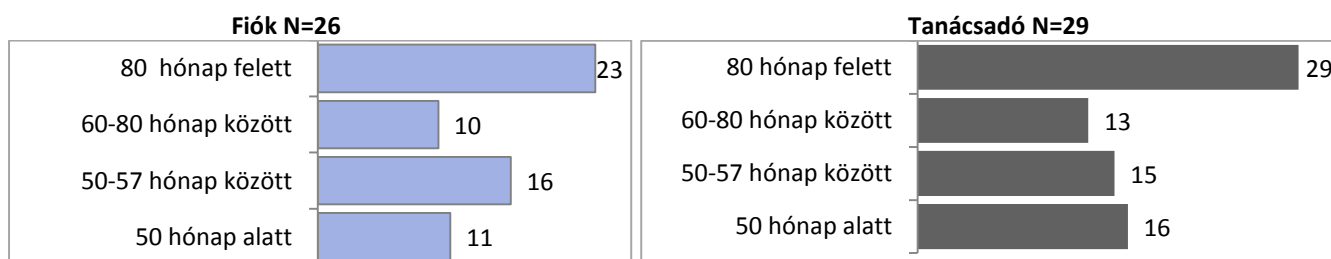 Fiók N=26
80 hónap felett 23
60-80 hónap között 10
50-57 hónap között 16
50 hónap alatt 11
Tanácsadó N=29
80 hónap felett 29
60-80 hónap között 13
50-57 hónap között 15
50 hónap alatt 16